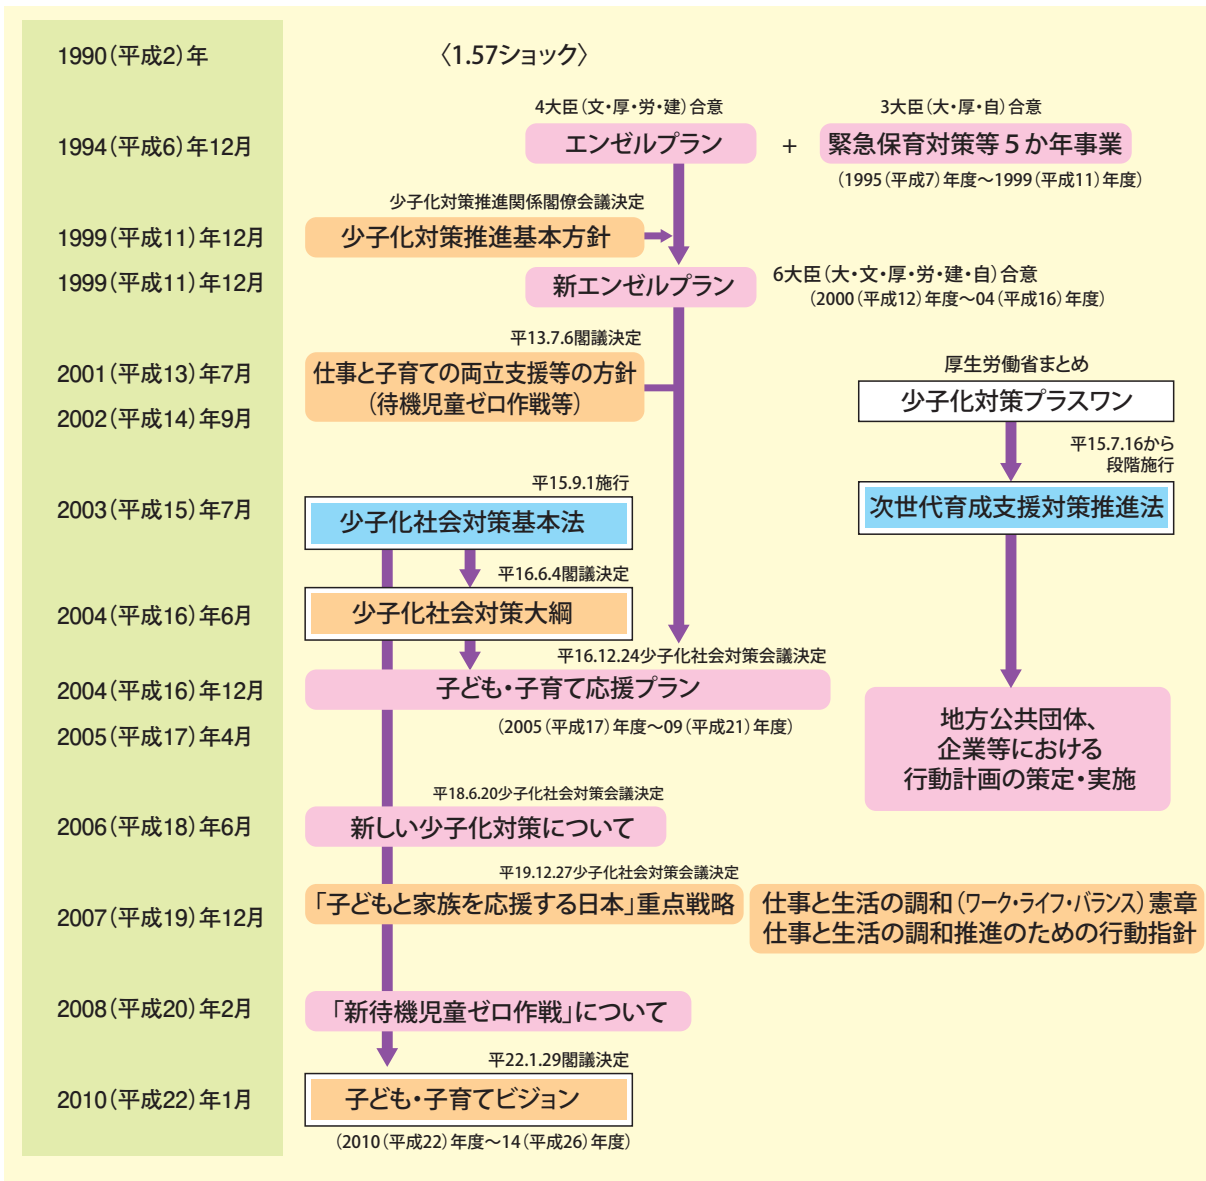 1990(平成2)年
〈1.57ショック〉
4大臣(文・厚・労・建)合意
3大臣(大・厚・自)合意
1994(平成6)年12月
エンゼルプラン
+
緊急保育対策等５か年事業
(1995(平成7)年度〜1999(平成11)年度)
少子化対策推進関係閣僚会議決定
1999(平成11)年12月
少子化対策推進基本方針
1999(平成11)年12月
新エンゼルプラン
6大臣(大・文・厚・労・建・自)合意
(2000(平成12)年度〜04(平成16)年度)
平13.7.6閣議決定
2001(平成13)年7月
仕事と子育ての両立支援等の方針
(待機児童ゼロ作戦等)
厚生労働省まとめ
2002(平成14)年9月
少子化対策プラスワン
平15.7.16から
段階施行
平15.9.1施行
2003(平成15)年7月
少子化社会対策基本法
次世代育成支援対策推進法
平16.6.4閣議決定
2004(平成16)年6月
少子化社会対策大綱
平16.12.24少子化社会対策会議決定
2004(平成16)年12月
子ども・子育て応援プラン
(2005(平成17)年度〜09(平成21)年度)
2005(平成17)年4月
地方公共団体、
企業等における
行動計画の策定・実施
平18.6.20少子化社会対策会議決定
2006(平成18)年6月
新しい少子化対策について
平19.12.27少子化社会対策会議決定
2007(平成19)年12月
「子どもと家族を応援する日本」重点戦略
仕事と生活の調和(ワーク・ライフ・バランス)憲章
仕事と生活の調和推進のための行動指針
2008(平成20)年2月
「新待機児童ゼロ作戦」について
平22.1.29閣議決定
2010(平成22)年1月
子ども・子育てビジョン
(2010(平成22)年度〜14(平成26)年度)